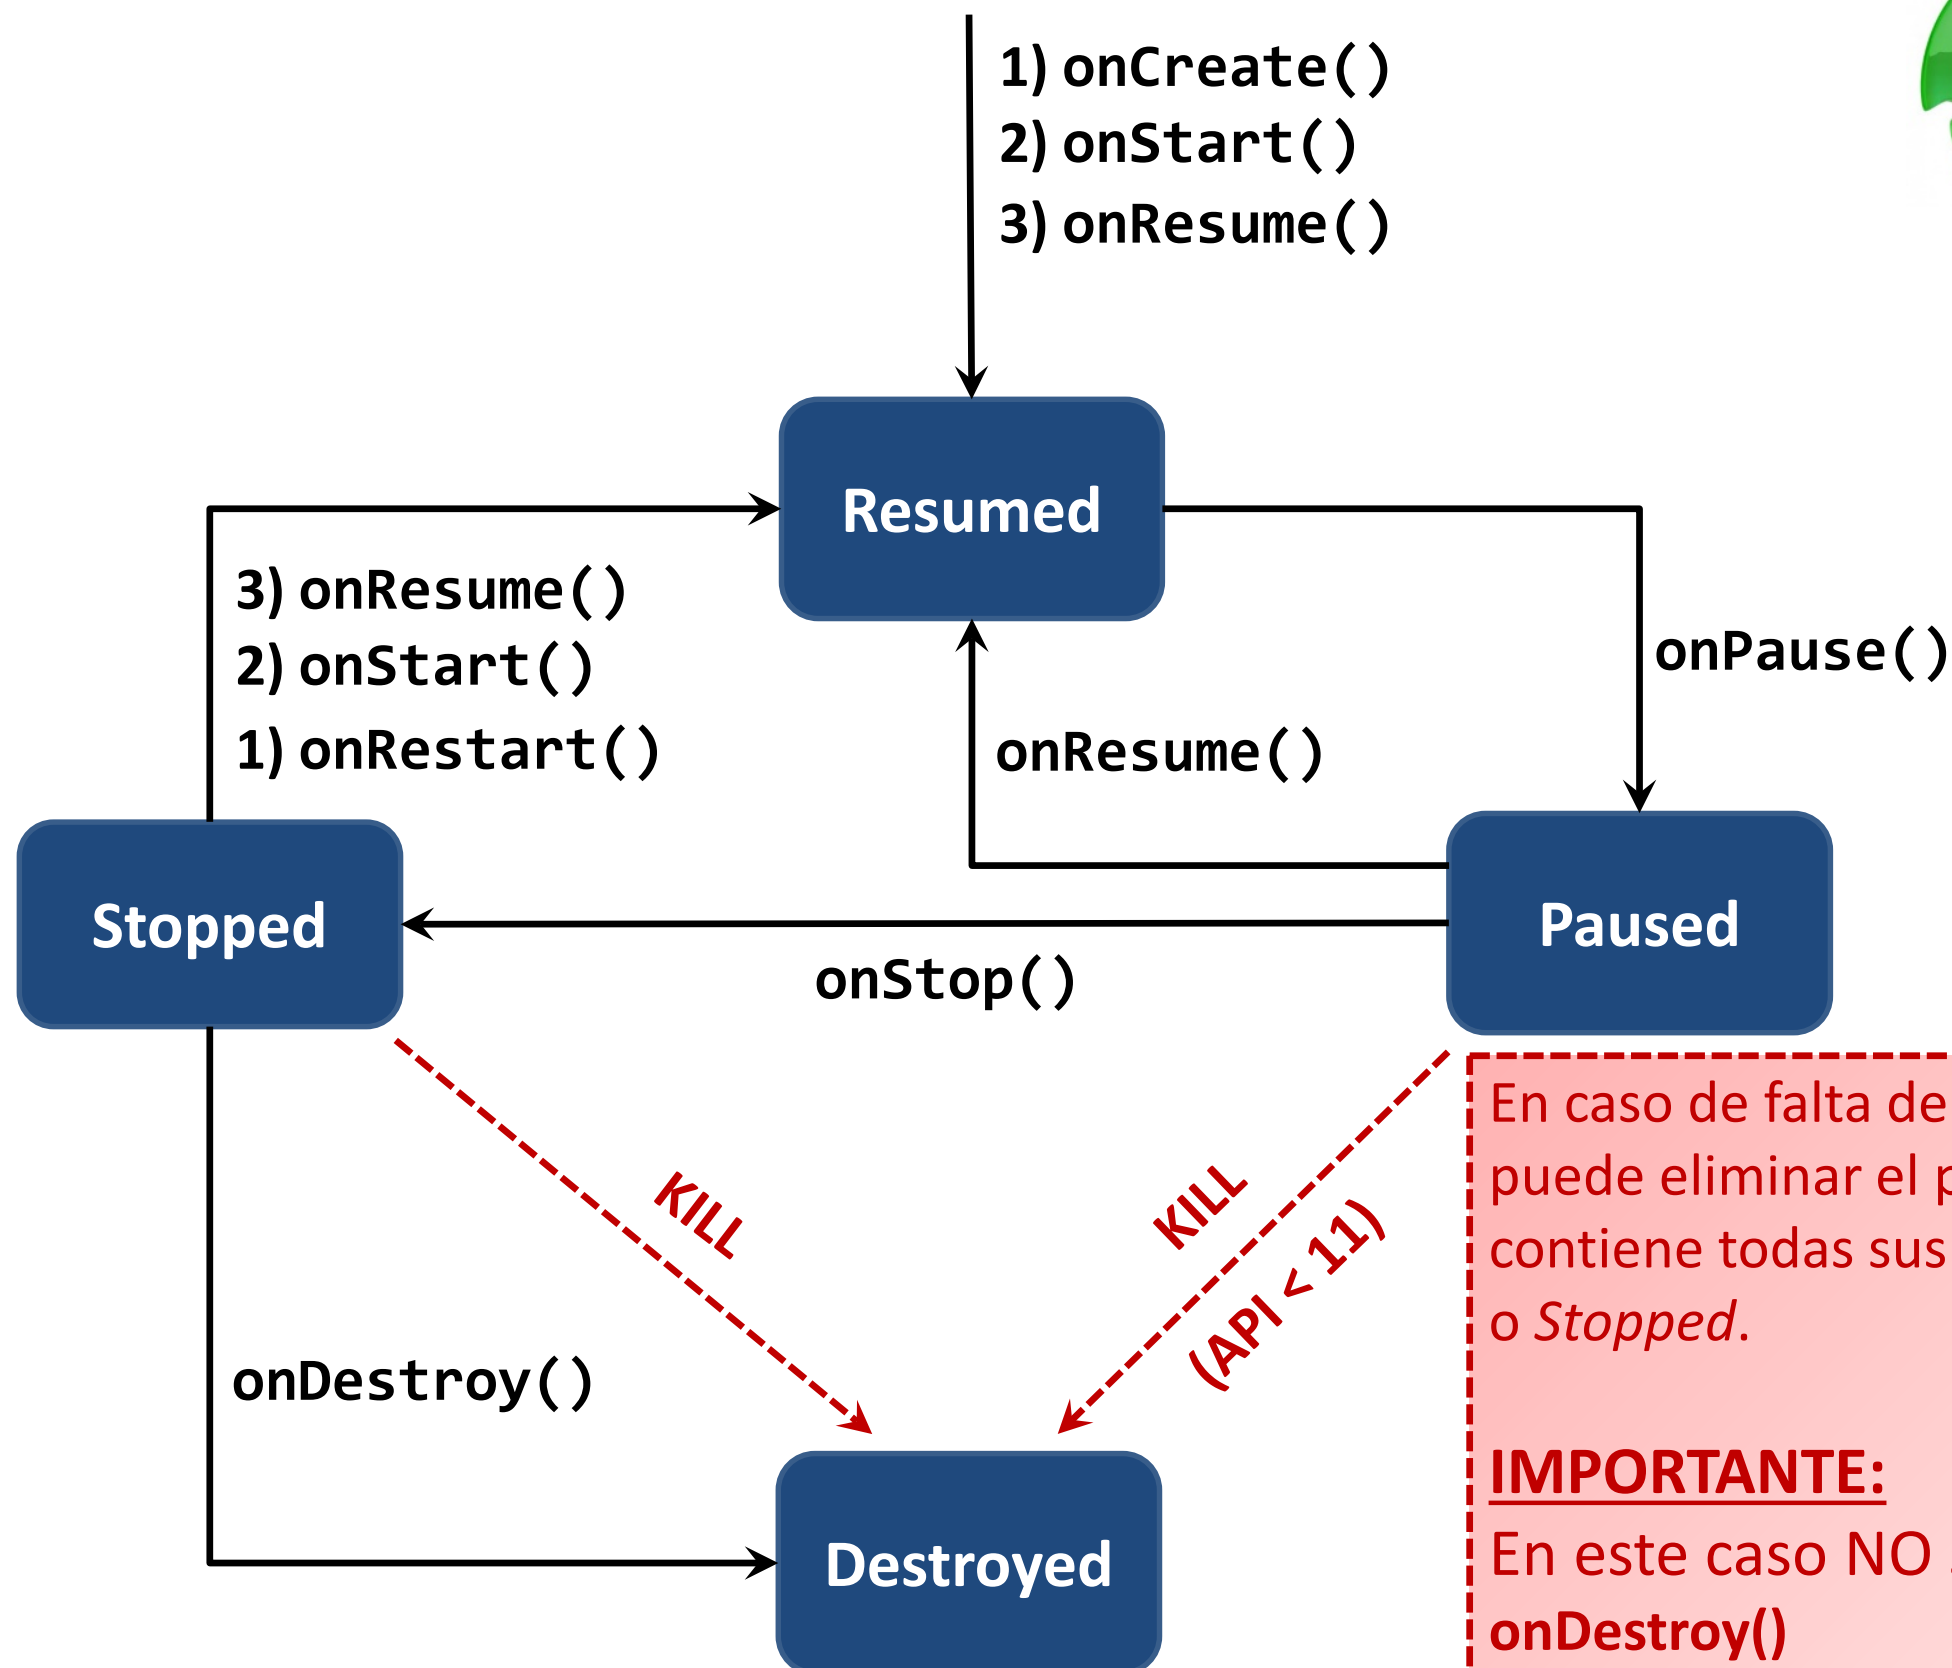 1) onCreate()
2) onStart()
3) onResume()
Resumed
3) onResume()
2) onStart()
1) onRestart()
onPause()
onResume()
Stopped
Paused
onStop()
KILL
KILL
(API < 11)
onDestroy()
Destroyed
En caso de falta de
puede eliminar el
contiene todas sus
o Stopped.
IMPORTANTE:
En este caso NO
onDestroy()